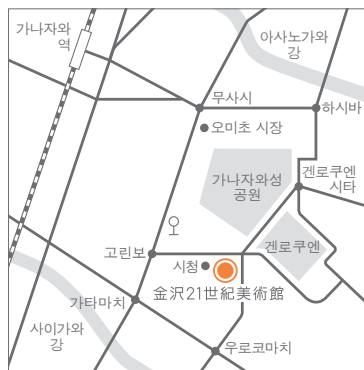 가나자와
역
아사노가와
강
무사시
하시바
오미초 시장
가나자와성
공원
겐로쿠엔
시타
고린보
시청
겐로쿠엔
金沢21世紀美術館
가타마치
사이가와
강
우로코마치